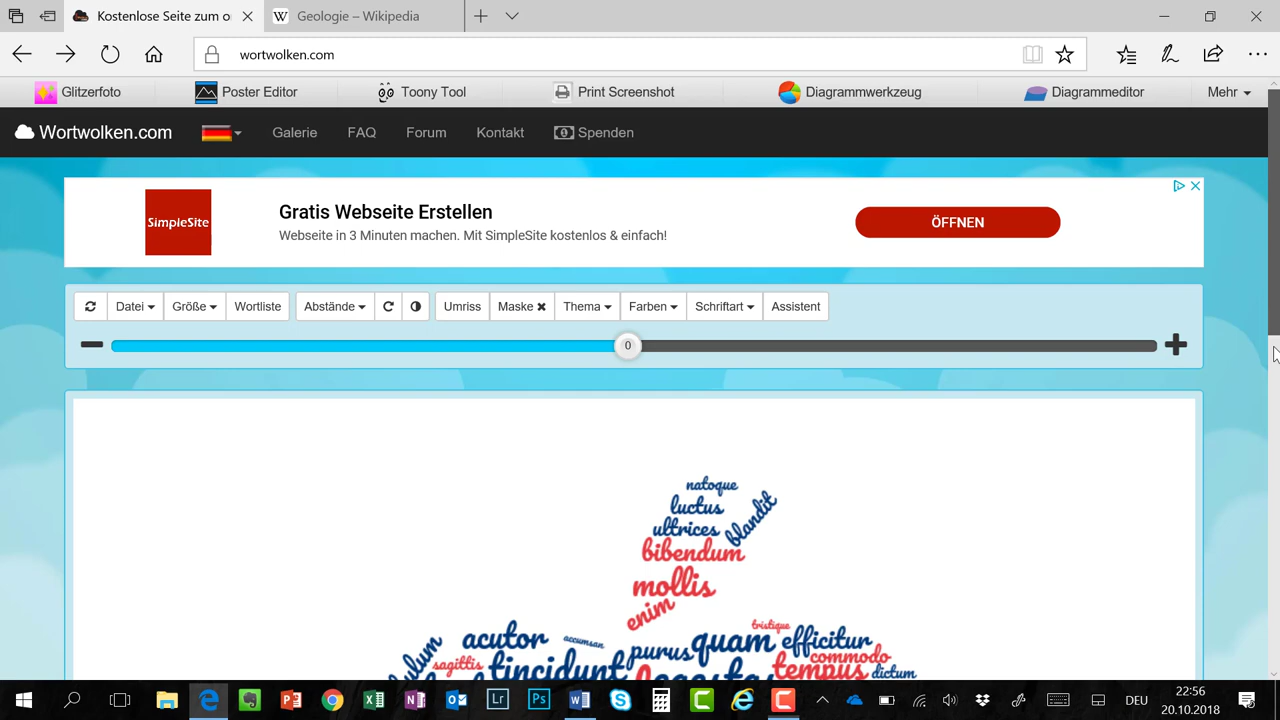 Kostenlose Seite zum o
Geologie – Wikipedia
wortwolken.com
Glitzerfoto
Poster Editor
Toony Tool
Print Screenshot
Diagrammwerkzeug
Diagrammeditor
Mehr
Wortwolken.com
Galerie
FAQ
Forum
Kontakt
Spenden
SimpleSite
Gratis Webseite Erstellen
Webseite in 3 Minuten machen. Mit SimpleSite kostenlos & einfach!
ÖFFNEN
Datei
Größe
Wortliste
Abstände
Umriss
Maske
Thema
Farben
Schriftart
Assistent
0
natoque
luctus
ultrices
blandit
bibendum
mollis
enim
acutor
accumsan
tristique
purus
quam
efficitur
sagittis
tincidunt
tempus
commodo
dictum
DEU
22:56
20.10.2018